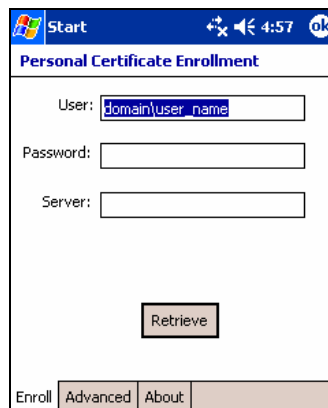 Start 4:57 ok
Personal Certificate Enrollment
User: domain\user_name
Password:
Server:
Retrieve
Enroll Advanced About